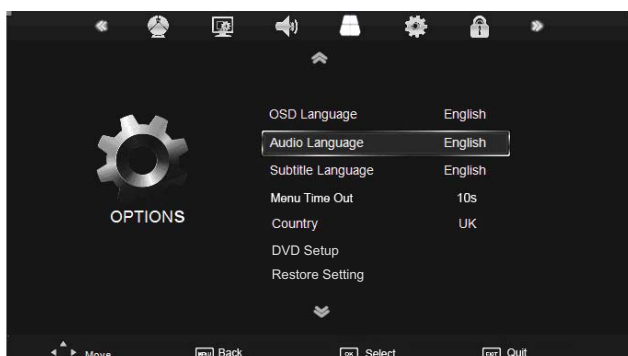 OSD Language English
Audio Language English
Subtitle Language English
Menu Time Out 10s
Country UK
DVD Setup
Restore Setting
OPTIONS
Move MENU Back OK Select EXIT Quit